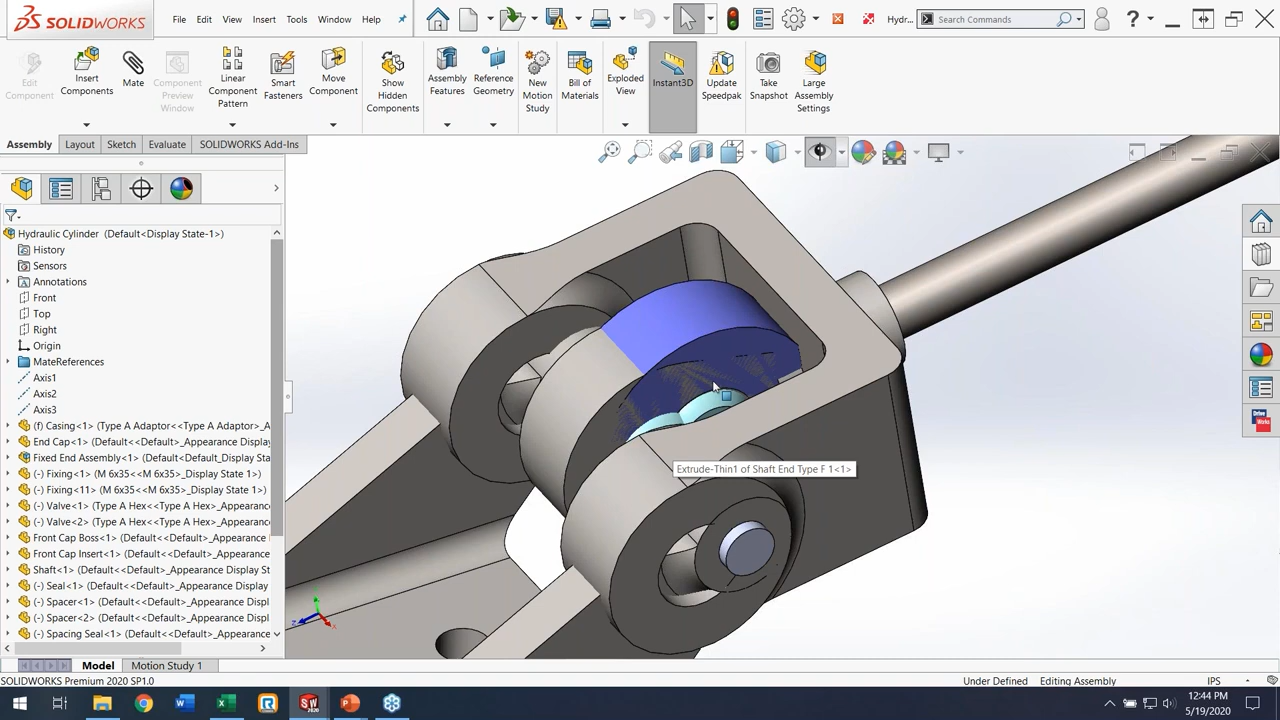 SOLIDWORKS
File Edit View Insert Tools Window Help
Hydr...
Search Commands
Edit Component
Insert Components
Mate
Component Preview Window
Linear Component Pattern
Smart Fasteners
Move Component
Show Hidden Components
Assembly Features
Reference Geometry
New Motion Study
Bill of Materials
Exploded View
Instant3D
Update Speedpak
Take Snapshot
Large Assembly Settings
Assembly Layout Sketch Evaluate SOLIDWORKS Add-Ins
Hydraulic Cylinder (Default<Display State-1>)
History
Sensors
Annotations
Front
Top
Right
Origin
MateReferences
Axis1
Axis2
Axis3
(f) Casing<1> (Type A Adaptor<<Type A Adapto
End Cap<1> (Default<<Default>_Appearance Display
Fixed End Assembly<1> (Default<Default_Display
(-) Fixing<1> (M 6x35<<M 6x35>_Display State 1>)
(-) Fixing<11> (M 6x35<<M 6x35>_Display State 1>)
(-) Valve<1> (Type A Hex<<Type A Hex>_Appearanc
(-) Valve<2> (Type A Hex<<Type A Hex>_Appearanc
Front Cap Boss<1> (Default<<Default>_Appearance
Front Cap Insert<1> (Default<<Default>_Appearance
Shaft<1> (Default<<Default>_Appearance Display St
(-) Seal<1> (Default<<Default>_Appearance Display
(-) Spacer<1> (Default<<Default>_Appearance Displ
(-) Spacer<2> (Default<<Default>_Appearance Displ
(-) Spacing Seal<1> (Default<<Default>_Appearance
Extrude-Thin1 of Shaft End Type F 1<1>
Model Motion Study 1
SOLIDWORKS Premium 2020 SP1.0
Under Defined Editing Assembly IPS
12:44 PM
5/19/2020